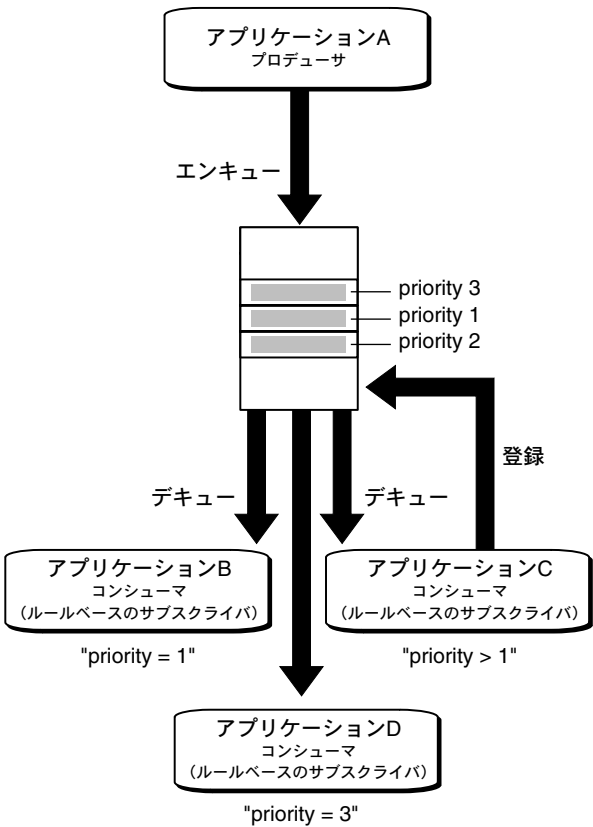 アプリケーションA
プロデューサ
エンキュー
priority 3
priority 1
priority 2
登録
デキュー
デキュー
アプリケーションB
コンシューマ
(ルールベースのサブスクライバ)
"priority = 1"
アプリケーションC
コンシューマ
(ルールベースのサブスクライバ)
"priority > 1"
アプリケーションD
コンシューマ
(ルールベースのサブスクライバ)
"priority = 3"